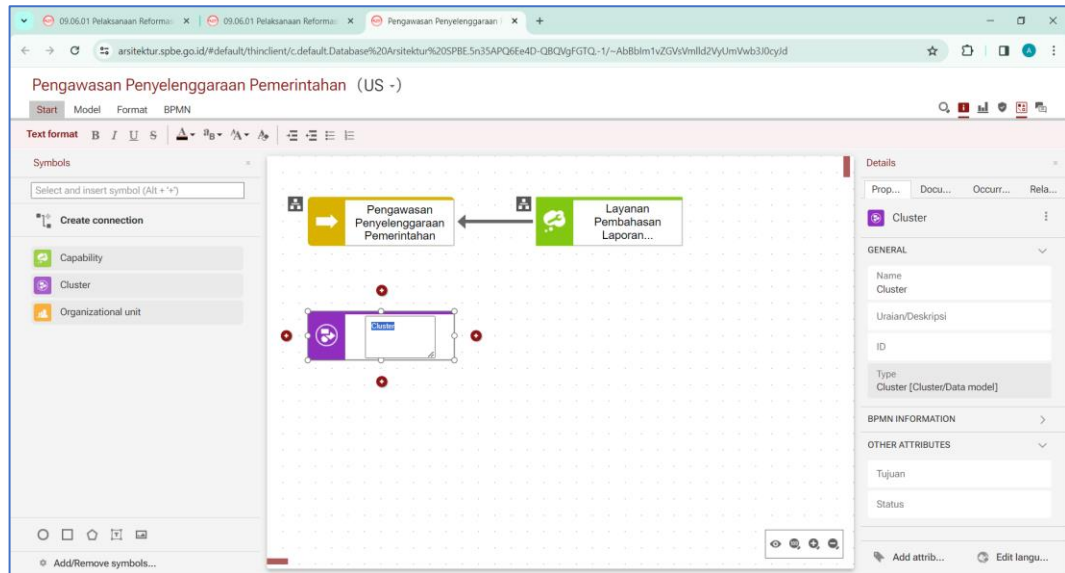 09.06.01 Pelaksanaan Reformas
09.06.01 Pelaksanaan Reformas
Pengawasan Penyelenggaraan
arsitektur.spbe.go.id/#default/thinclient/c.default.Database%20Arsitektur%20SPBE.5n35APQ6Ee4D-QBQVgFGTQ.-1/~AbBblm1vZGVsVmlld2VyUmVwb3J0cyJd
A
Pengawasan Penyelenggaraan Pemerintahan (US -)
Start Model Format BPMN
Text format B I U S
Symbols
Select and insert symbol (Alt + '+')
Create connection
Capability
Cluster
Organizational unit
Add/Remove symbols...
Pengawasan
Penyelenggaraan
Pemerintahan
Layanan
Pembahasan
Laporan...
Cluster
Details
Prop... Docu... Occurr... Rela...
Cluster
GENERAL
Name
Cluster
Uraian/Deskripsi
ID
Type
Cluster [Cluster/Data model]
BPMN INFORMATION
OTHER ATTRIBUTES
Tujuan
Status
Add attrib... Edit langu...